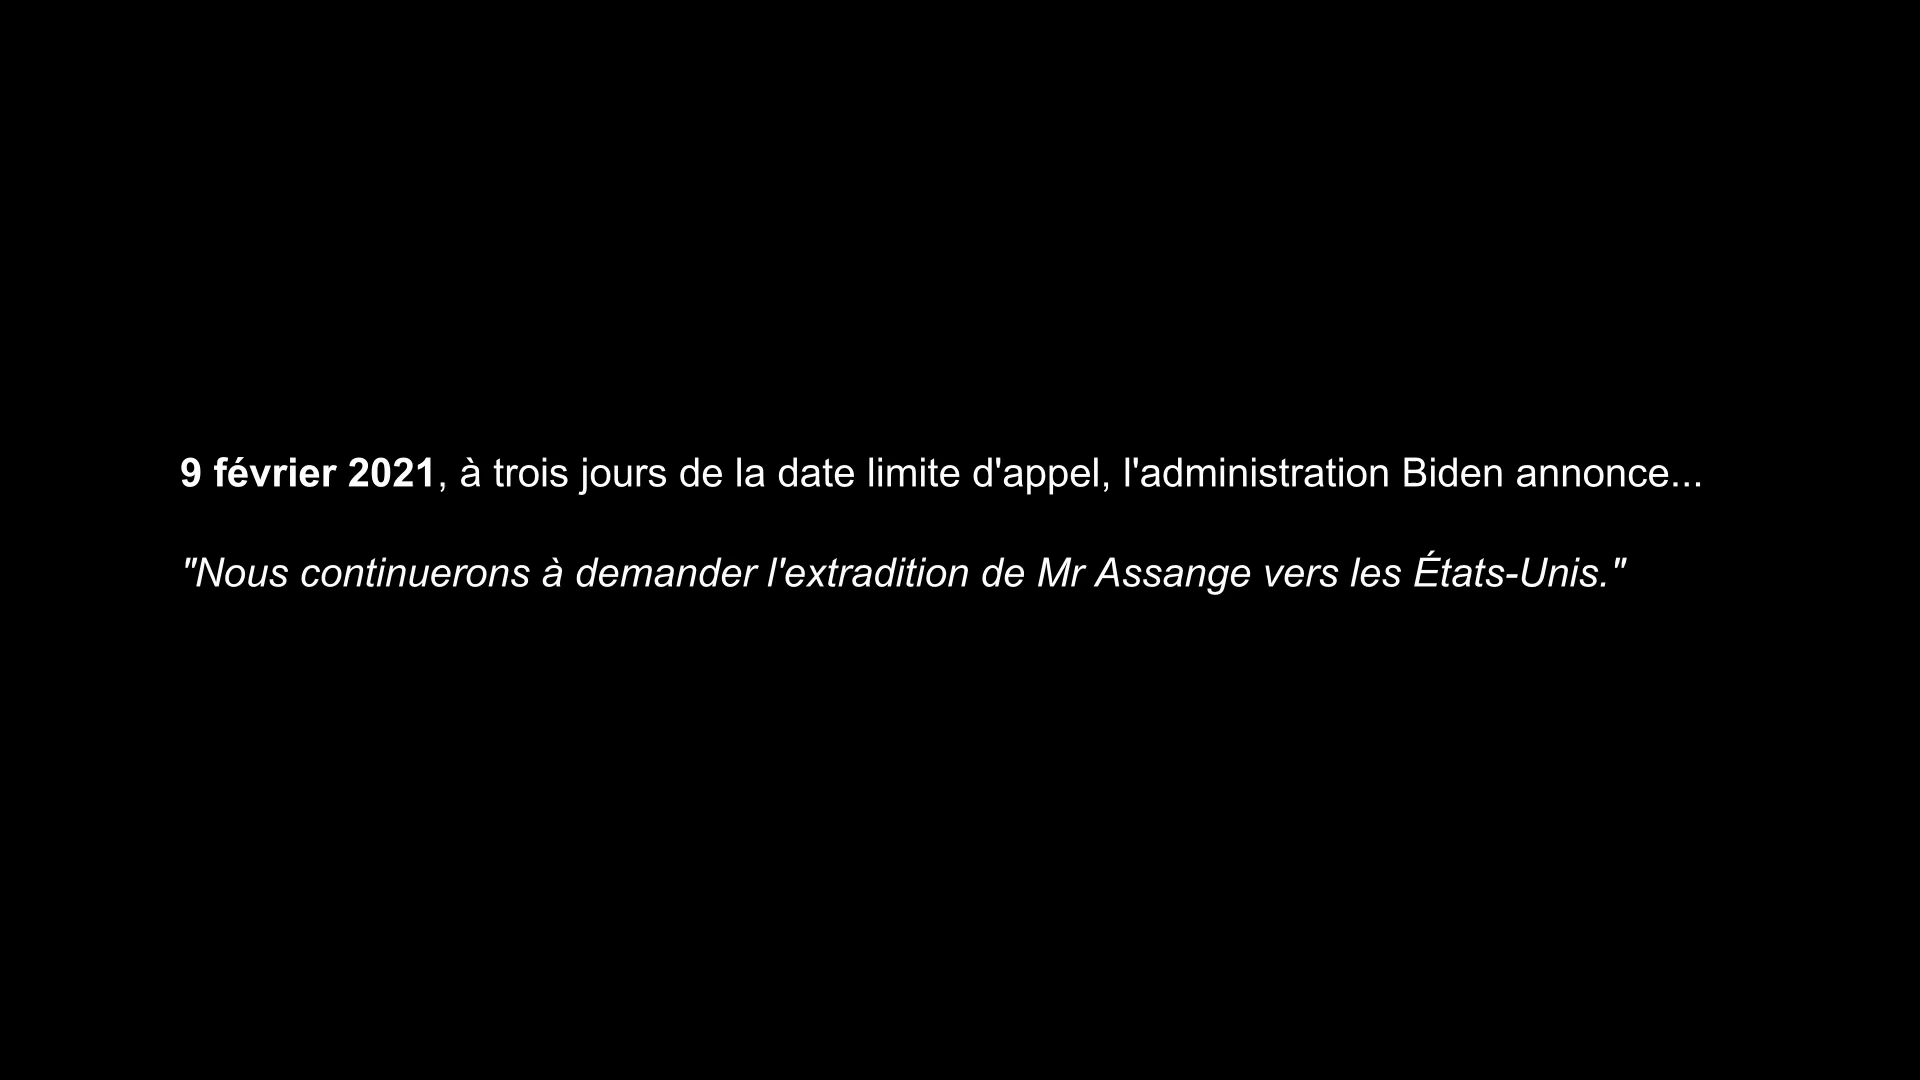 9 février 2021, à trois jours de la date limite d'appel, l'administration Biden annonce...
"Nous continuerons à demander l'extradition de Mr Assange vers les États-Unis."